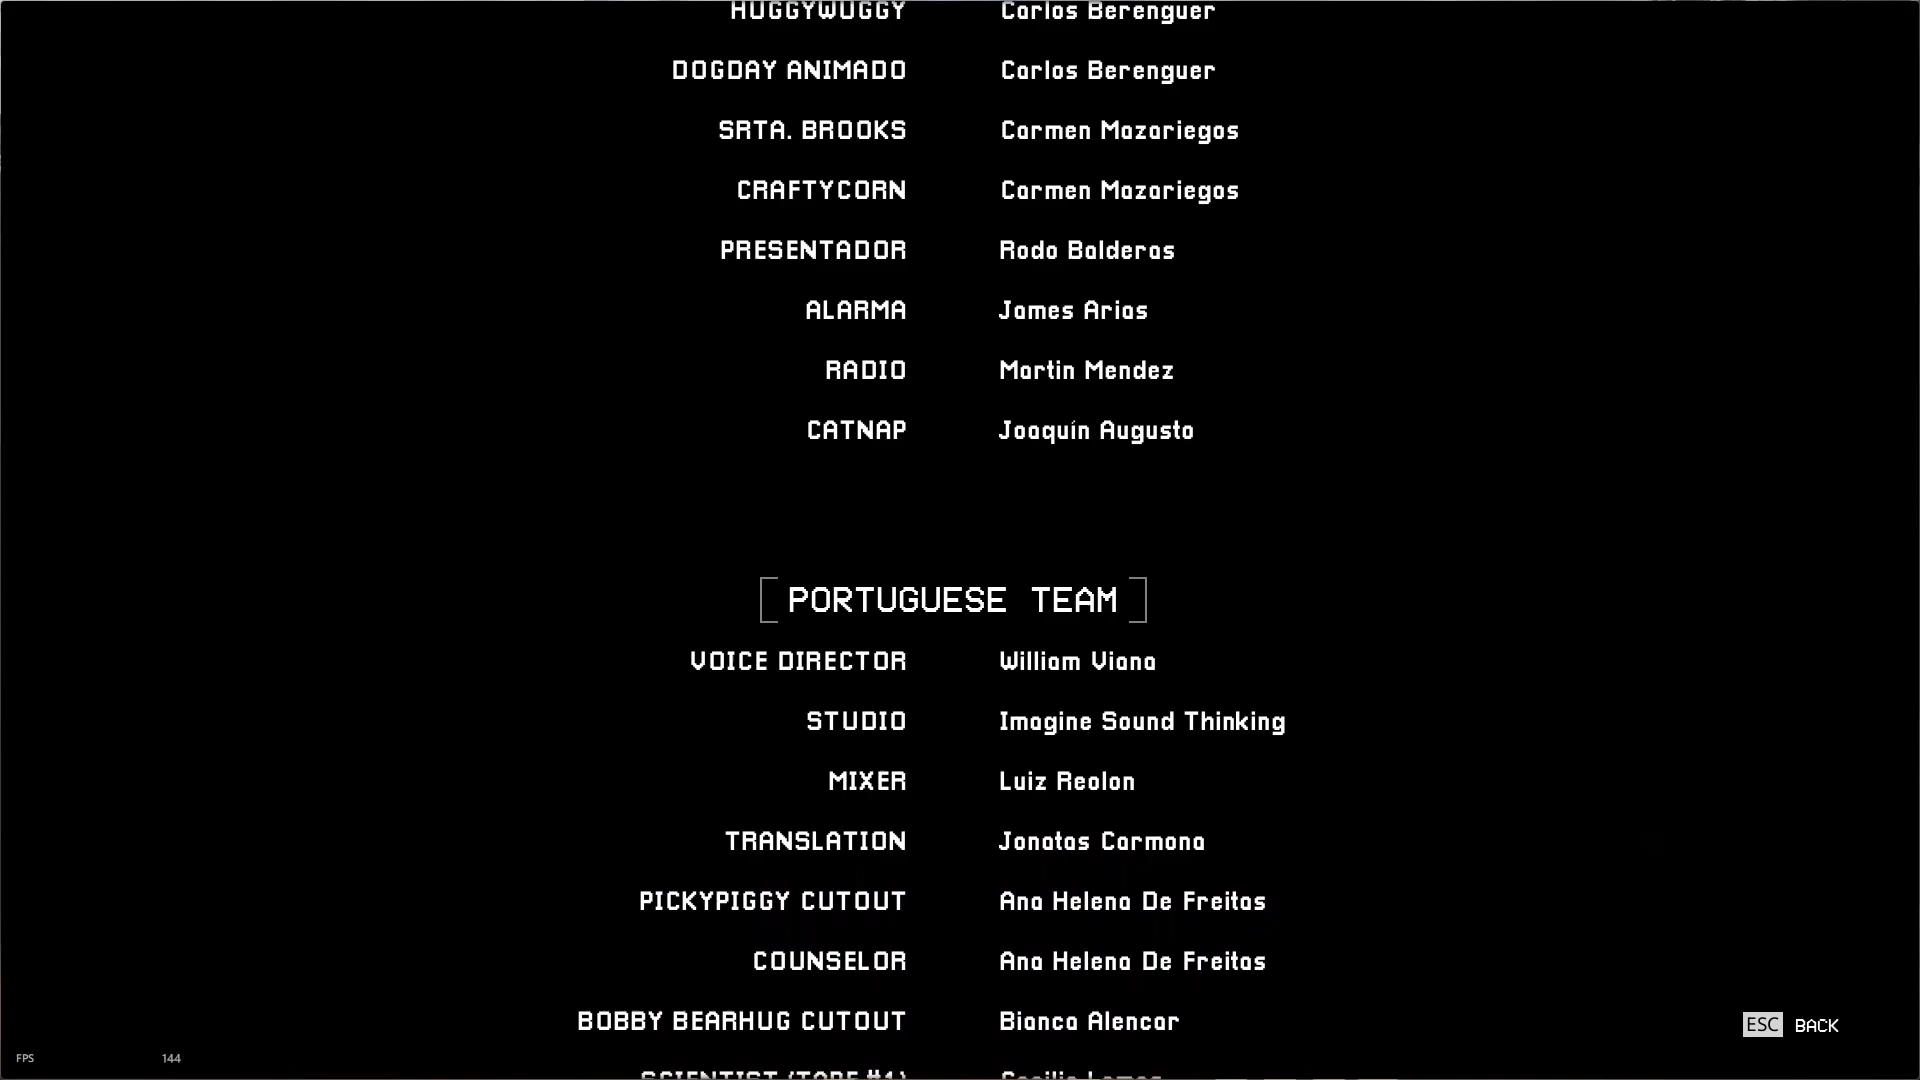 HUGGYWUGGY Carlos Berenguer
DOGDAY ANIMADO Carlos Berenguer
SRTA. BROOKS Carmen Mazariegos
CRAFTYCORN Carmen Mazariegos
PRESENTADOR Rodo Balderas
ALARMA James Arias
RADIO Martin Mendez
CATNAP Joaquín Augusto
PORTUGUESE TEAM
VOICE DIRECTOR William Viana
STUDIO Imagine Sound Thinking
MIXER Luiz Reolon
TRANSLATION Jonatas Carmona
PICKYPIGGY CUTOUT Ana Helena De Freitas
COUNSELOR Ana Helena De Freitas
BOBBY BEARHUG CUTOUT Bianca Alencar
ESC BACK
FPS 144
SCIENTIST (TAPE #1)